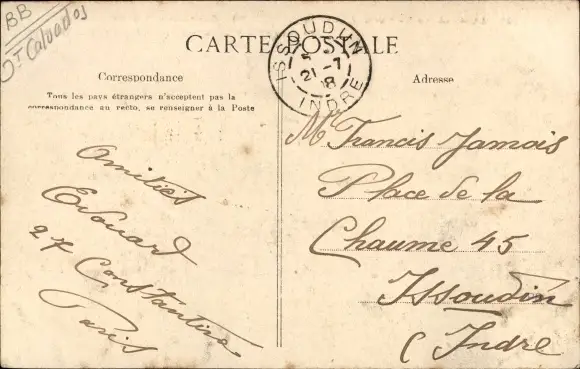 BB
Dt Calvados
CARTE POSTALE
ISSOUDUN
21-7
INDRE
Correspondance
Tous les pays étrangers n'acceptent pas la
correspondance au recto, se renseigner à la Poste
Adresse
Amitiés
Edouard
27 Constantine
Paris
Mr Francis Jamois
Place de la
Chaume 45
Issoudun
(Indre